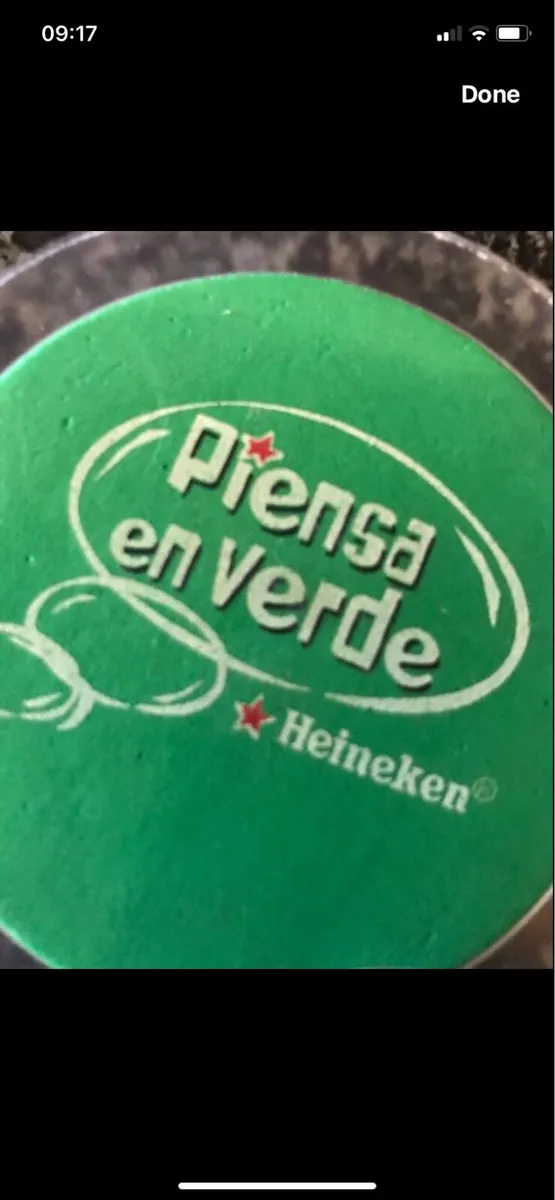 09:17
Done
Piensa
en verde
Heineken®